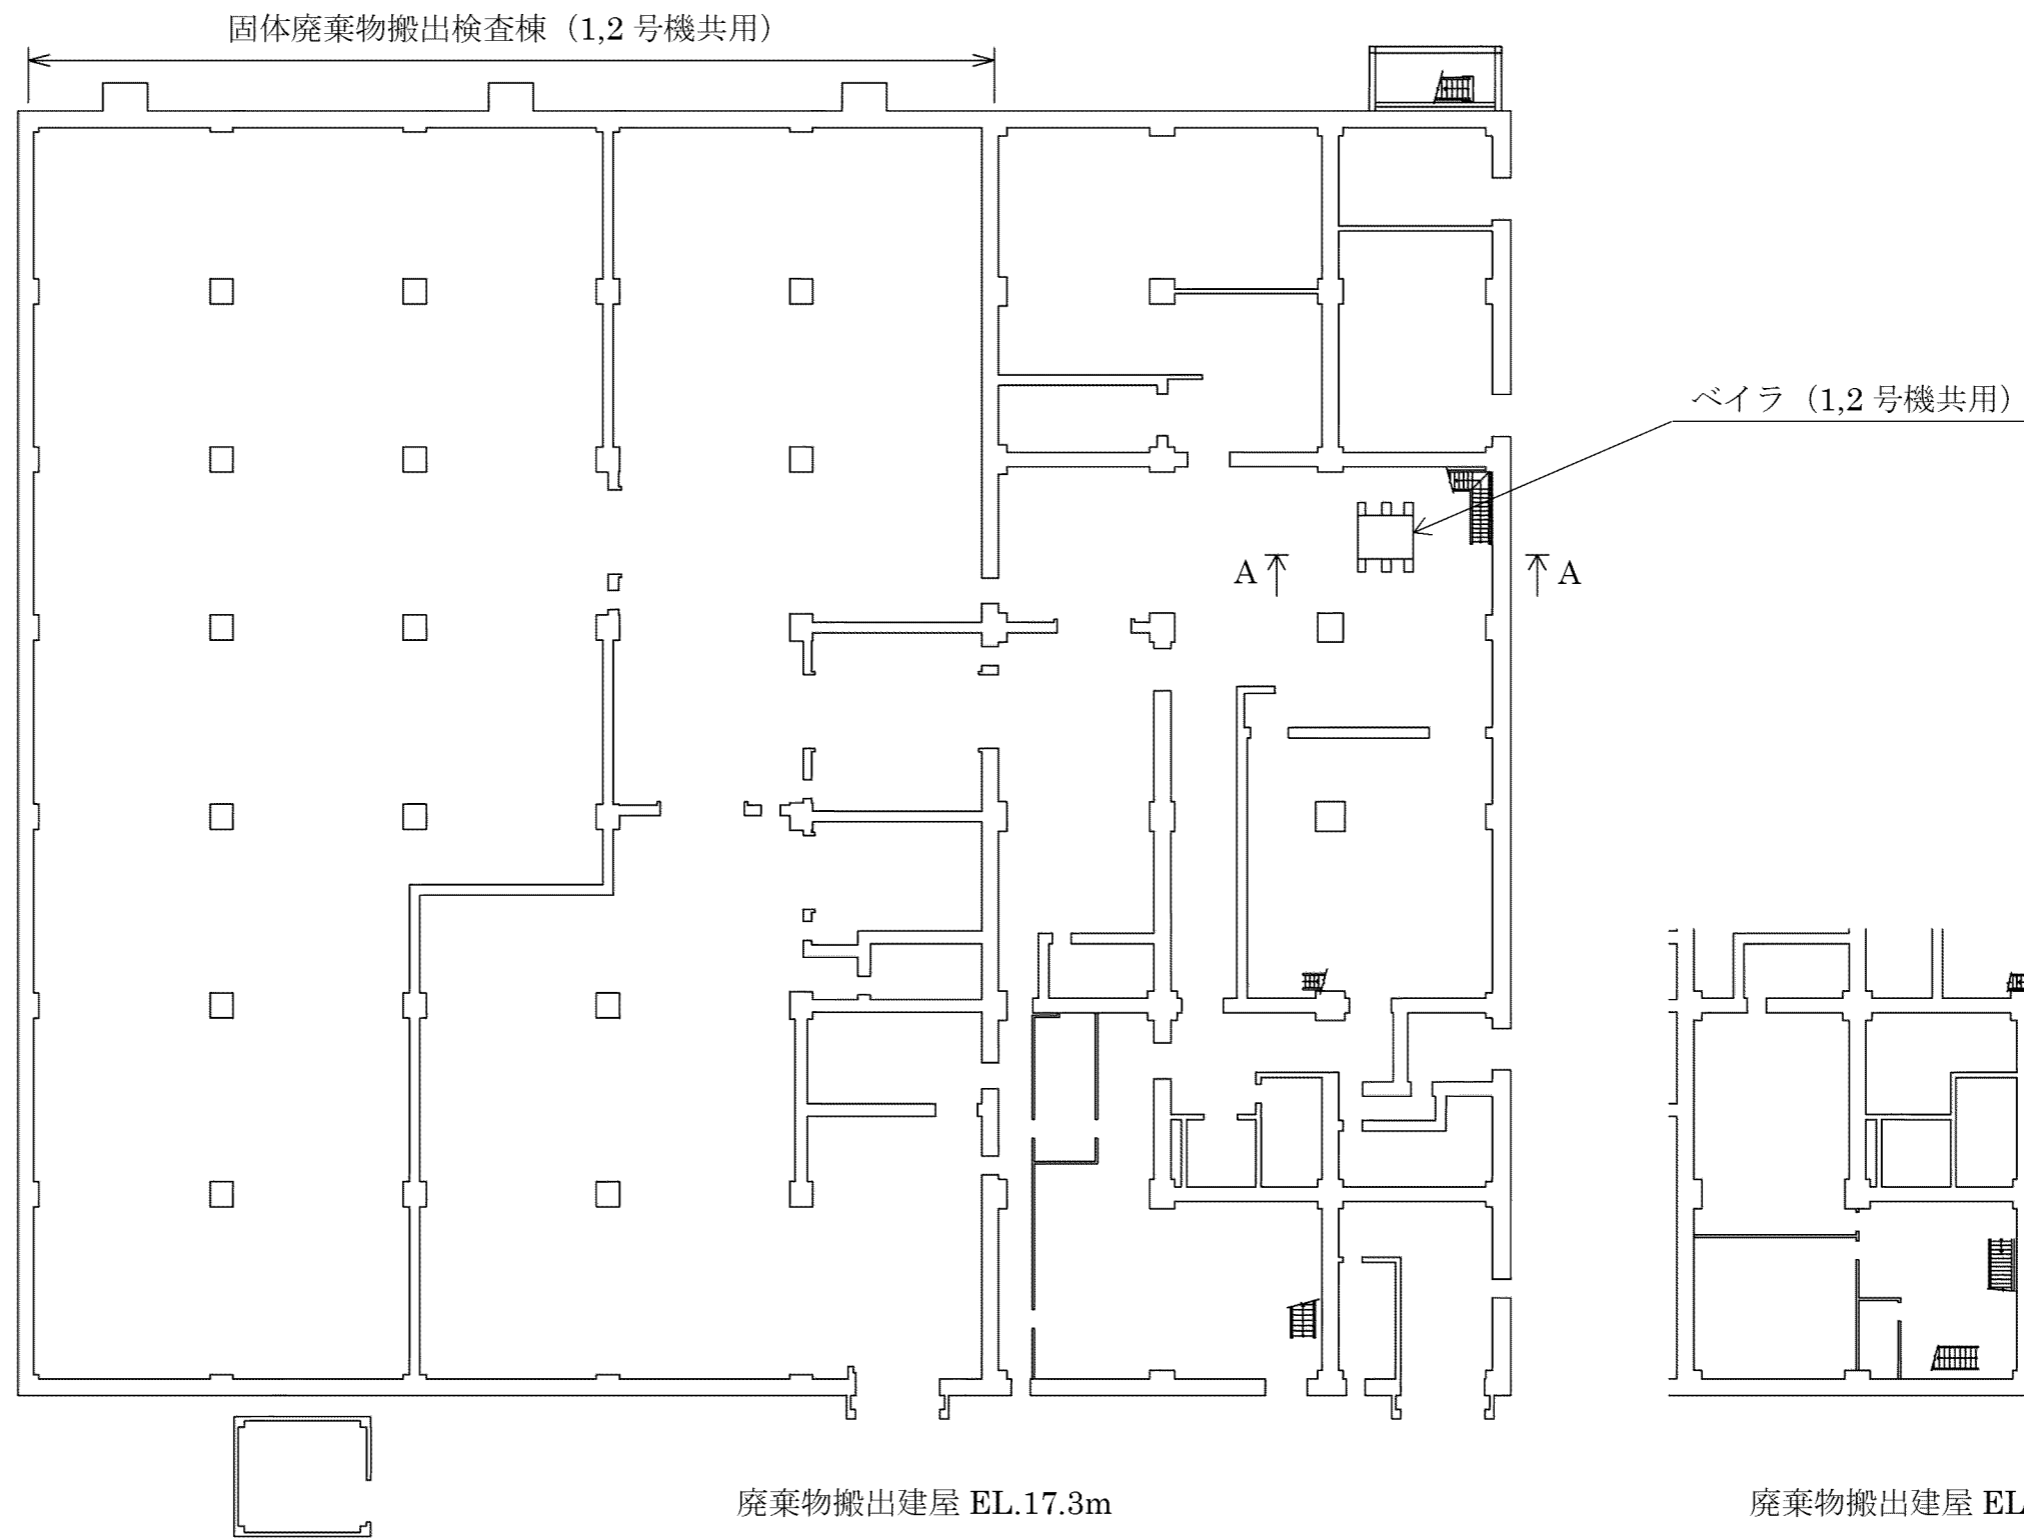 固体廃棄物搬出検査棟（1,2 号機共用）
ベイラ（1,2 号機共用）
A A
廃棄物搬出建屋 EL.17.3m
廃棄物搬出建屋 EL